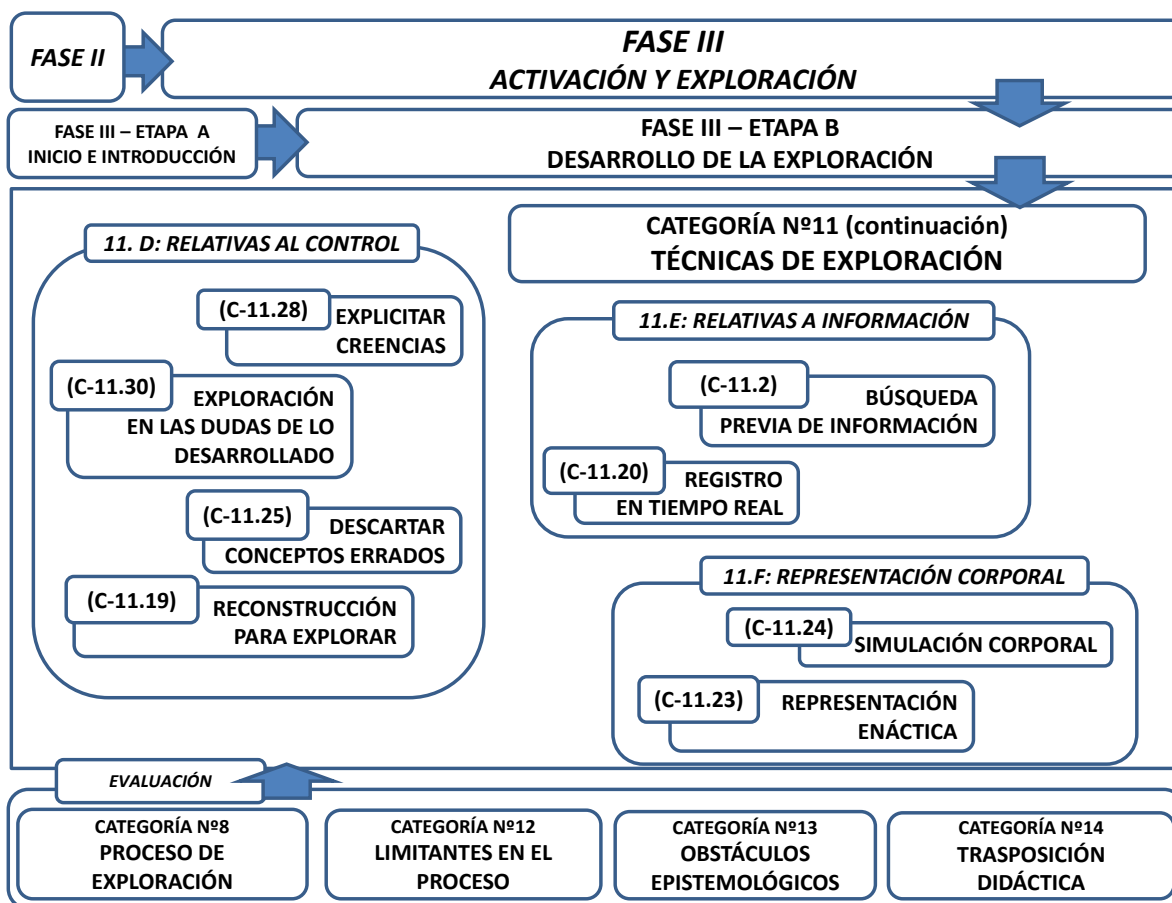 FASE II
FASE III
ACTIVACIÓN Y EXPLORACIÓN
FASE III – ETAPA A
INICIO E INTRODUCCIÓN
FASE III – ETAPA B
DESARROLLO DE LA EXPLORACIÓN
CATEGORÍA Nº11 (continuación)
TÉCNICAS DE EXPLORACIÓN
11. D: RELATIVAS AL CONTROL
(C-11.28)
EXPLICITAR
CREENCIAS
(C-11.30)
EXPLORACIÓN
EN LAS DUDAS DE LO
DESARROLLADO
(C-11.25)
DESCARTAR
CONCEPTOS ERRADOS
(C-11.19)
RECONSTRUCCIÓN
PARA EXPLORAR
11.E: RELATIVAS A INFORMACIÓN
(C-11.2)
BÚSQUEDA
PREVIA DE INFORMACIÓN
(C-11.20)
REGISTRO
EN TIEMPO REAL
11.F: REPRESENTACIÓN CORPORAL
(C-11.24)
SIMULACIÓN CORPORAL
(C-11.23)
REPRESENTACIÓN
ENÁCTICA
EVALUACIÓN
CATEGORÍA Nº8
PROCESO DE
EXPLORACIÓN
CATEGORÍA Nº12
LIMITANTES EN EL
PROCESO
CATEGORÍA Nº13
OBSTÁCULOS
EPISTEMOLÓGICOS
CATEGORÍA Nº14
TRASPOSICIÓN
DIDÁCTICA